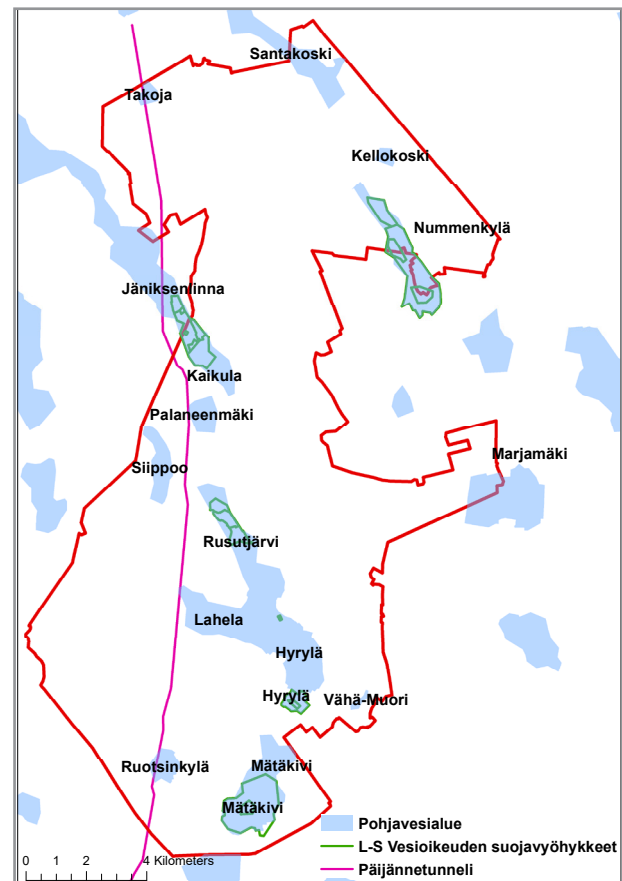 Santakoski
Takoja
Kellokoski
Nummenkylä
Jäniksenlinna
Kaikula
Palaneenmäki
Siippoo
Marjamäki
Rusutjärvi
Lahela
Hyrylä
Hyrylä
Vähä-Muori
Ruotsinkylä
Mätäkivi
Mätäkivi
Pohjavesialue
L-S Vesioikeuden suojavyöhykkeet
Päijännetunneli
0 1 2 4 Kilometers